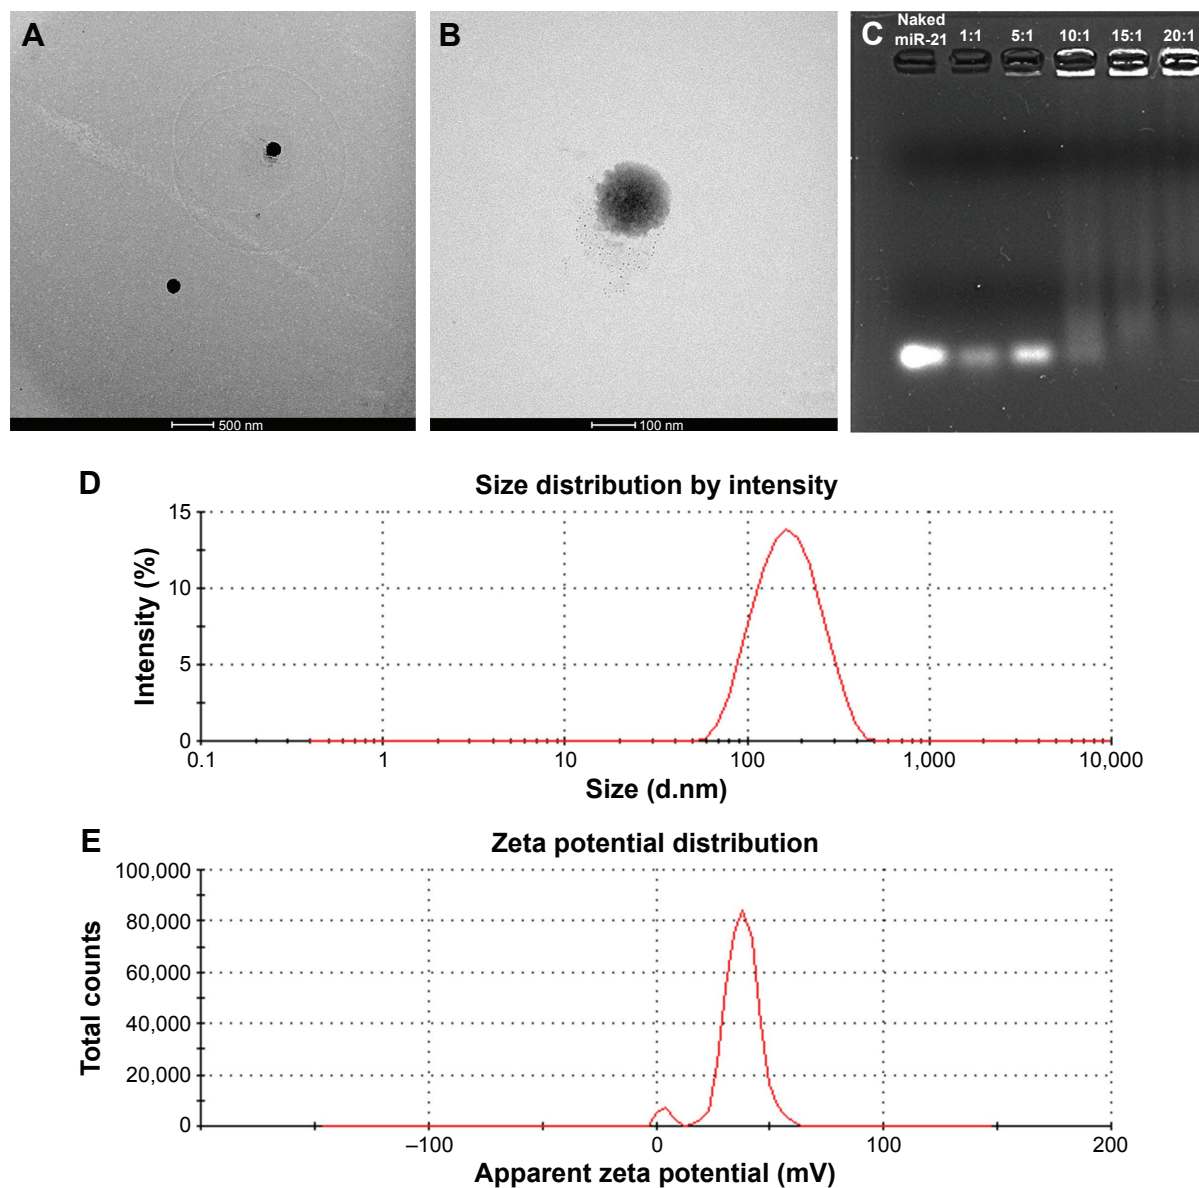 A
500 nm
B
100 nm
C
Naked
miR-21 1:1 5:1 10:1 15:1 20:1
D
Size distribution by intensity
Intensity (%)
15
10
5
0
0.1 1 10 100 1,000 10,000
Size (d.nm)
E
Zeta potential distribution
Total counts
100,000
80,000
60,000
40,000
20,000
0
–100 0 100 200
Apparent zeta potential (mV)